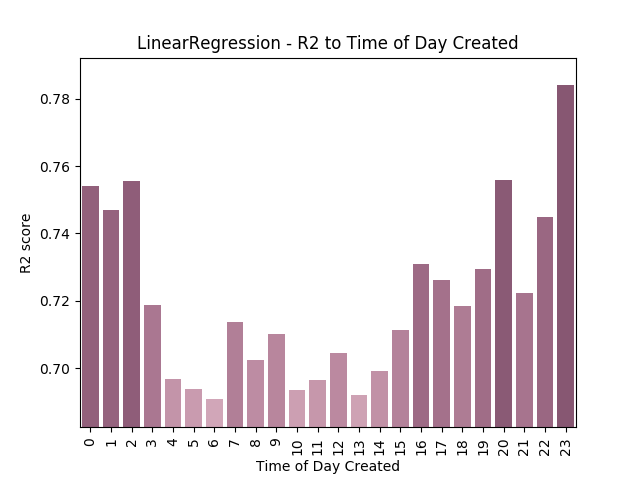 LinearRegression - R2 to Time of Day Created
R2 score
0.78
0.76
0.74
0.72
0.70
0 1 2 3 4 5 6 7 8 9 10 11 12 13 14 15 16 17 18 19 20 21 22 23
Time of Day Created